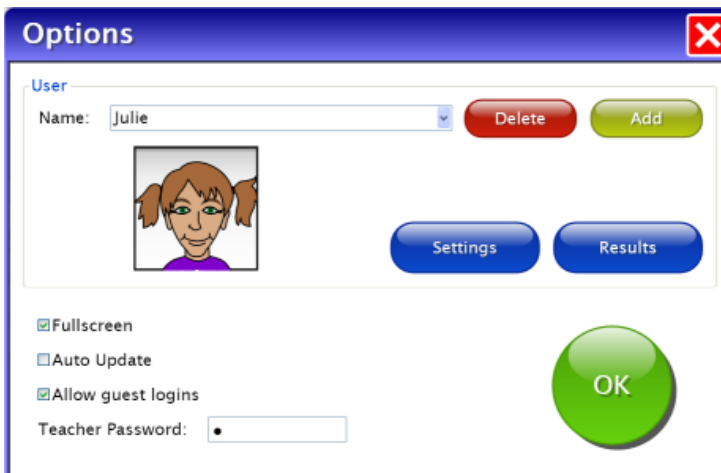 Options
User
Name: Julie Delete Add
Settings Results
Fullscreen
Auto Update
Allow guest logins
OK
Teacher Password: •